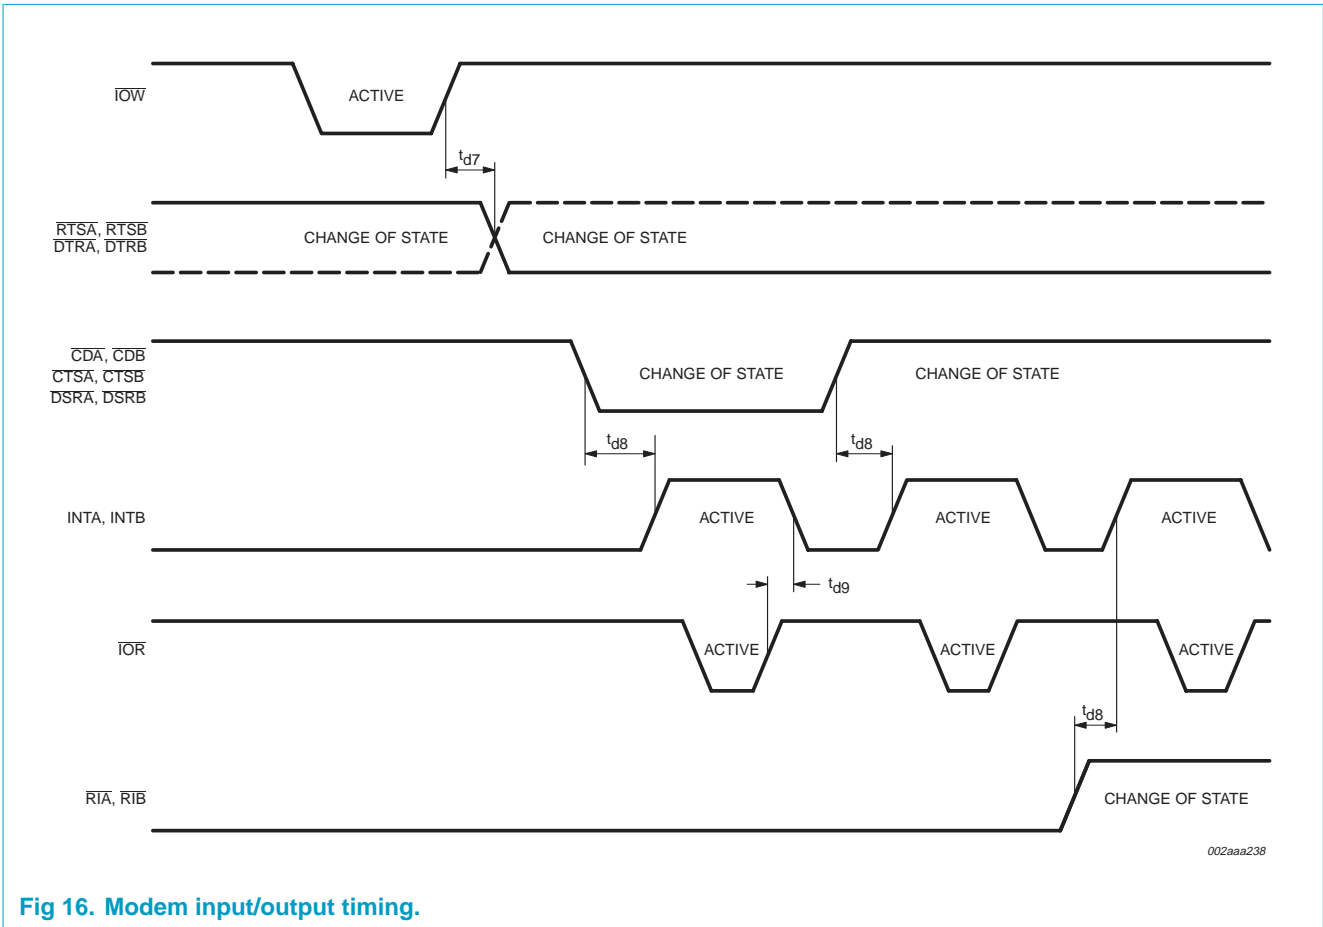 IOW
ACTIVE
td7
RTSA, RTSB
DTRA, DTRB
CHANGE OF STATE
CHANGE OF STATE
CDA, CDB
CTSA, CTSB
DSRA, DSRB
CHANGE OF STATE
CHANGE OF STATE
td8
td8
INTA, INTB
ACTIVE
ACTIVE
ACTIVE
td9
IOR
ACTIVE
ACTIVE
ACTIVE
td8
RIA, RIB
CHANGE OF STATE
002aaa238
Fig 16. Modem input/output timing.